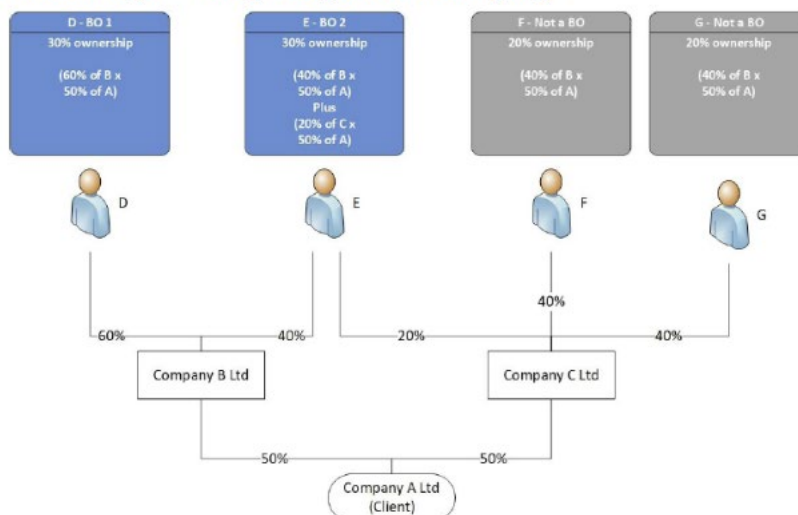 D - BO 1
30% ownership
(60% of B x
50% of A)
E - BO 2
30% ownership
(40% of B x
50% of A)
Plus
(20% of C x
50% of A)
F - Not a BO
20% ownership
(40% of B x
50% of A)
G - Not a BO
20% ownership
(40% of B x
50% of A)
D
E
F
G
40%
60%
40%
20%
40%
Company B Ltd
Company C Ltd
50%
50%
Company A Ltd
(Client)